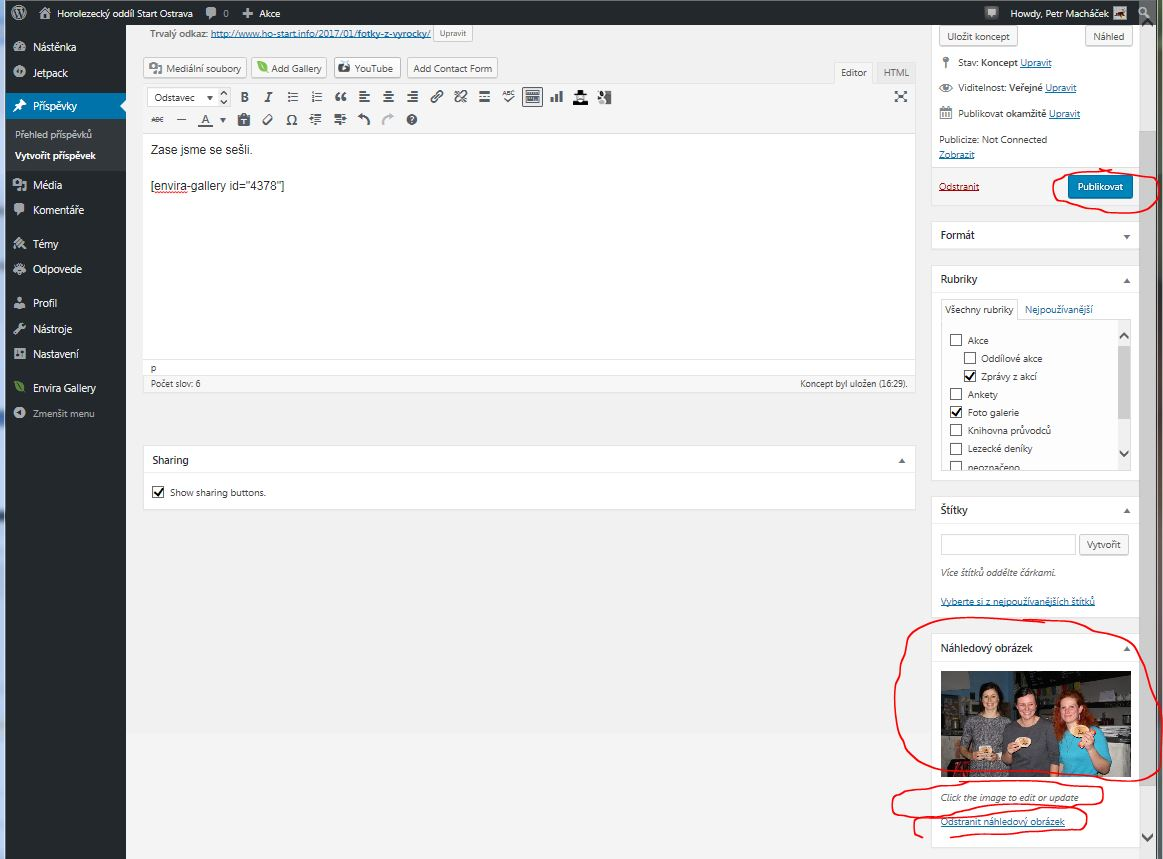 Horolezecký oddíl Start Ostrava 0 Akce Howdy, Petr Macháček
Nástěnka
Jetpack
Příspěvky
Přehled příspěvků
Vytvořit příspěvek
Média
Komentáře
Témy
Odpovede
Profil
Nástroje
Nastavení
Envira Gallery
Zmenšit menu
Trvalý odkaz: http://www.ho-start.info/2017/01/fotky-z-vyrocky/ Upravit
Mediální soubory Add Gallery YouTube Add Contact Form
Editor HTML
Odstavec
Zase jsme se sešli.
[envira-gallery id="4378"]
p
Počet slov: 6 Koncept byl uložen (16:29).
Sharing
Show sharing buttons.
Uložit koncept Náhled
Stav: Koncept Upravit
Viditelnost: Veřejné Upravit
Publikovat okamžitě Upravit
Publicize: Not Connected
Zobrazit
Odstranit Publikovat
Formát
Rubriky
Všechny rubriky Nejpoužívanější
Akce
Oddílové akce
Zprávy z akcí
Ankety
Foto galerie
Knihovna průvodců
Lezecké deníky
neoznačeno
Štítky
Vytvořit
Více štítků oddělte čárkami.
Vyberte si z nejpoužívanějších štítků
Náhledový obrázek
Click the image to edit or update
Odstranit náhledový obrázek